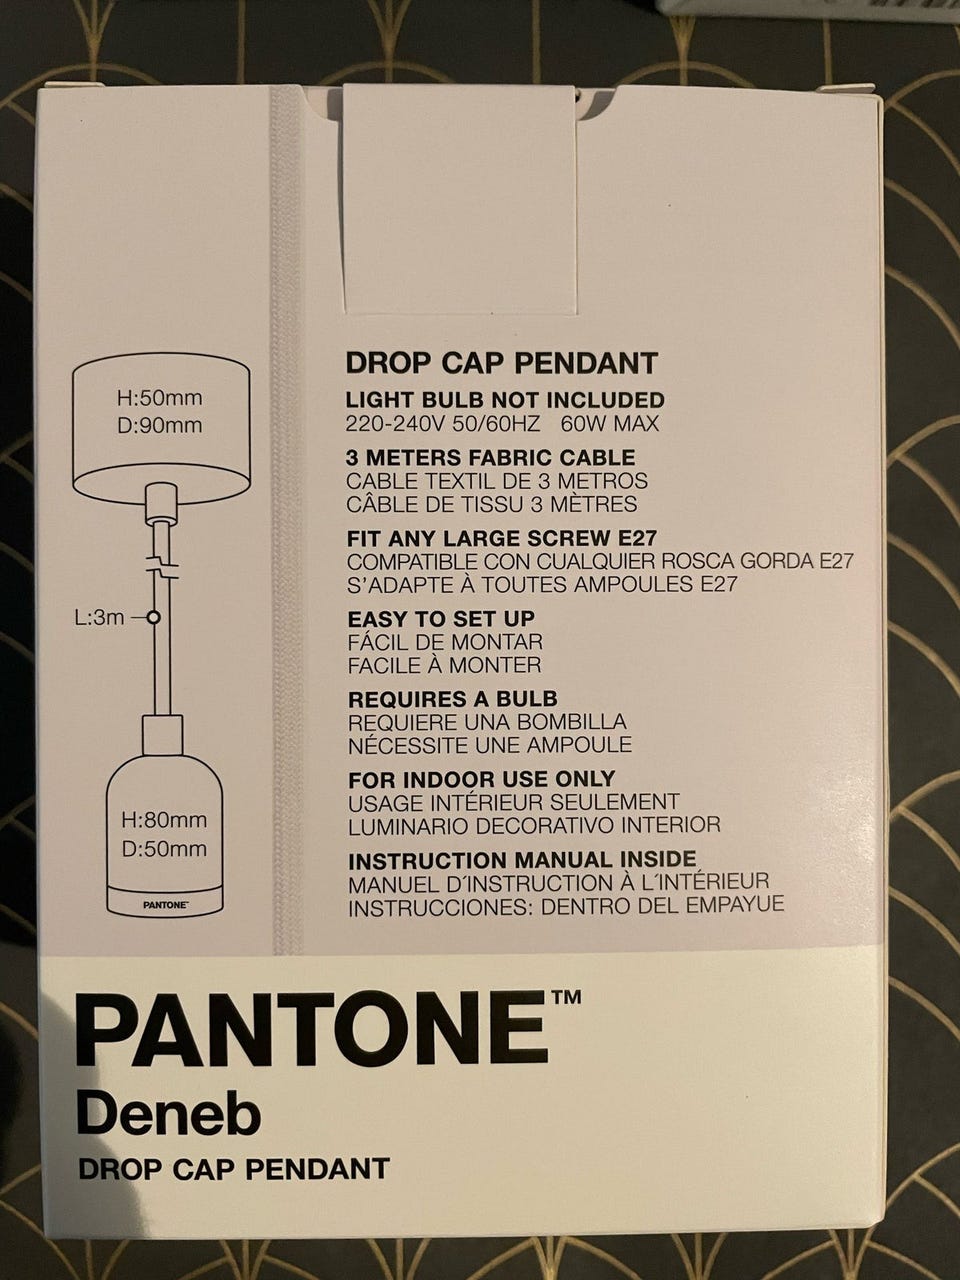 H:50mm
D:90mm
L:3m
H:80mm
D:50mm
PANTONE™
DROP CAP PENDANT
LIGHT BULB NOT INCLUDED
220-240V 50/60HZ 60W MAX
3 METERS FABRIC CABLE
CABLE TEXTIL DE 3 METROS
CÂBLE DE TISSU 3 MÈTRES
FIT ANY LARGE SCREW E27
COMPATIBLE CON CUALQUIER ROSCA GORDA E27
S'ADAPTE À TOUTES AMPOULES E27
EASY TO SET UP
FÁCIL DE MONTAR
FACILE À MONTER
REQUIRES A BULB
REQUIERE UNA BOMBILLA
NÉCESSITE UNE AMPOULE
FOR INDOOR USE ONLY
USAGE INTÉRIEUR SEULEMENT
LUMINARIO DECORATIVO INTERIOR
INSTRUCTION MANUAL INSIDE
MANUEL D´INSTRUCTION À L´INTÉRIEUR
INSTRUCCIONES: DENTRO DEL EMPAYUE
PANTONE™
Deneb
DROP CAP PENDANT